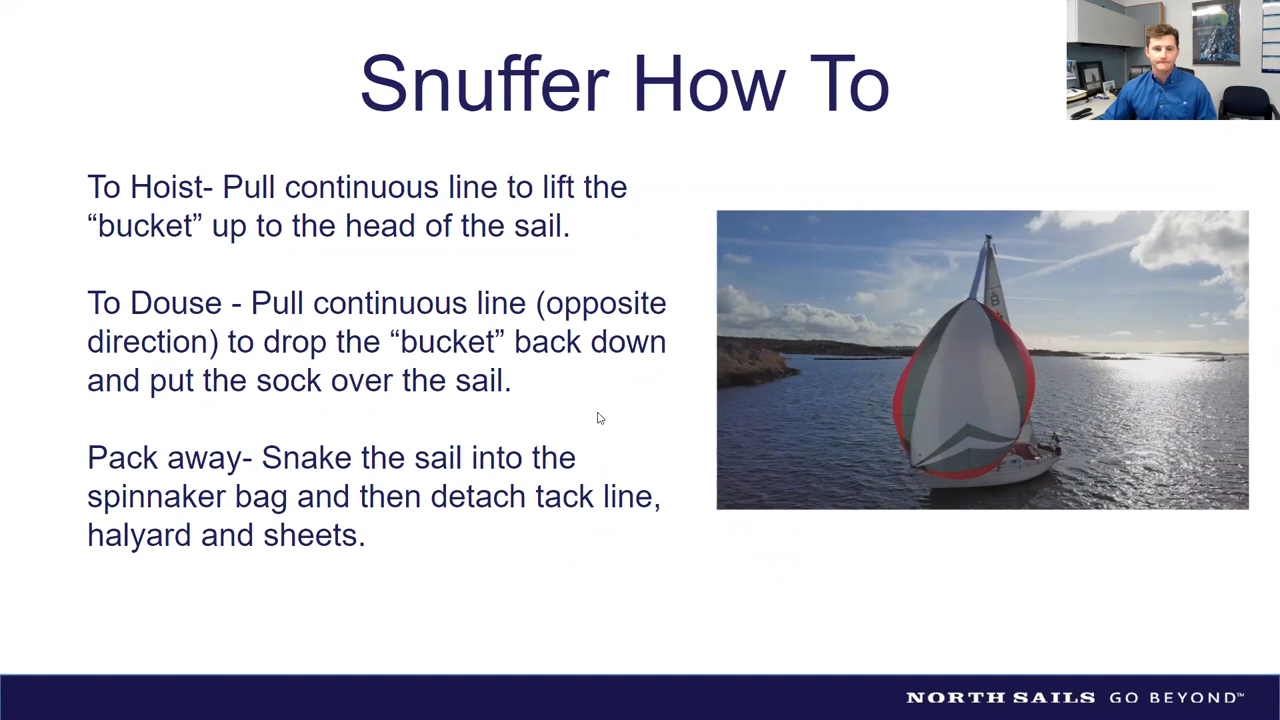 Snuffer How To
To Hoist- Pull continuous line to lift the
“bucket” up to the head of the sail.
To Douse - Pull continuous line (opposite
direction) to drop the “bucket” back down
and put the sock over the sail.
Pack away- Snake the sail into the
spinnaker bag and then detach tack line,
halyard and sheets.
NORTH SAILS GO BEYOND™